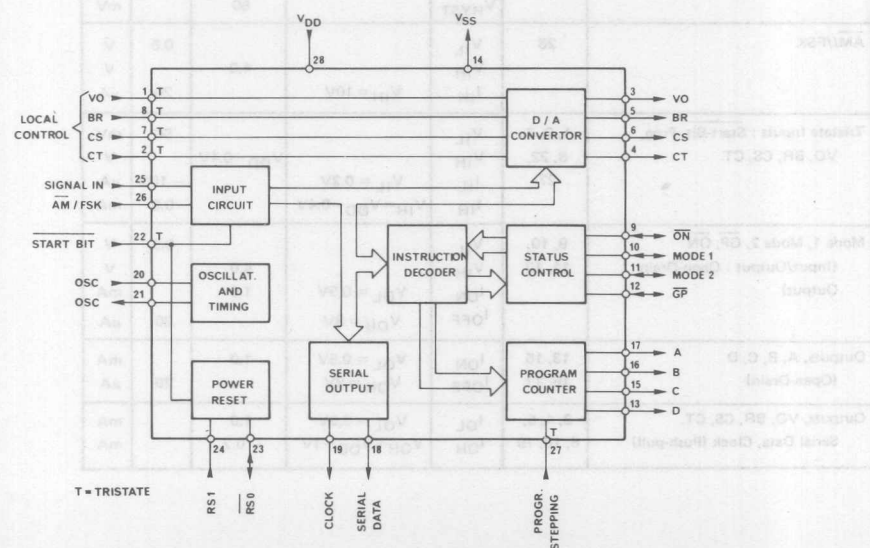 VDD
VSS
28
14
LOCAL CONTROL
VO 1 T
BR 8 T
CS 7 T
CT 2 T
SIGNAL IN 25
AM / FSK 26
START BIT 22 T
OSC 20
OSC 21
INPUT CIRCUIT
OSCILLAT. AND TIMING
POWER RESET
SERIAL OUTPUT
INSTRUCTION DECODER
D / A CONVERTOR
STATUS CONTROL
PROGRAM COUNTER
3 VO
5 BR
6 CS
4 CT
9 ON
10 MODE 1
11 MODE 2
12 GP
17 A
16 B
15 C
13 D
24
23
19
18
T
27
T = TRISTATE
RS1
RS0
CLOCK
SERIAL DATA
PROGR. STEPPING